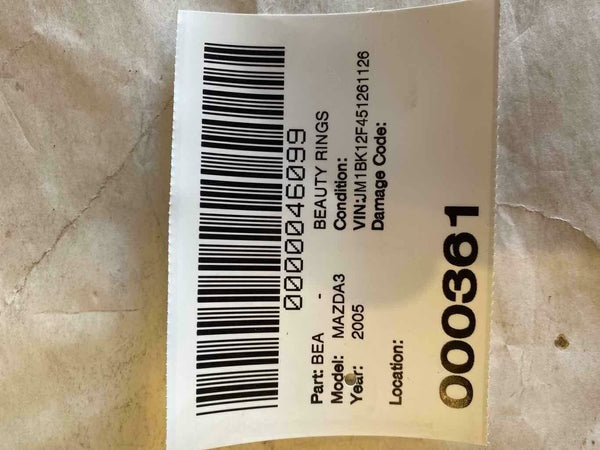 0000046099
Part: BEA - BEAUTY RINGS
Model: MAZDA3 Condition:
Year: 2005 VIN:JM1BK12F451261126
Damage Code:
Location:
000361